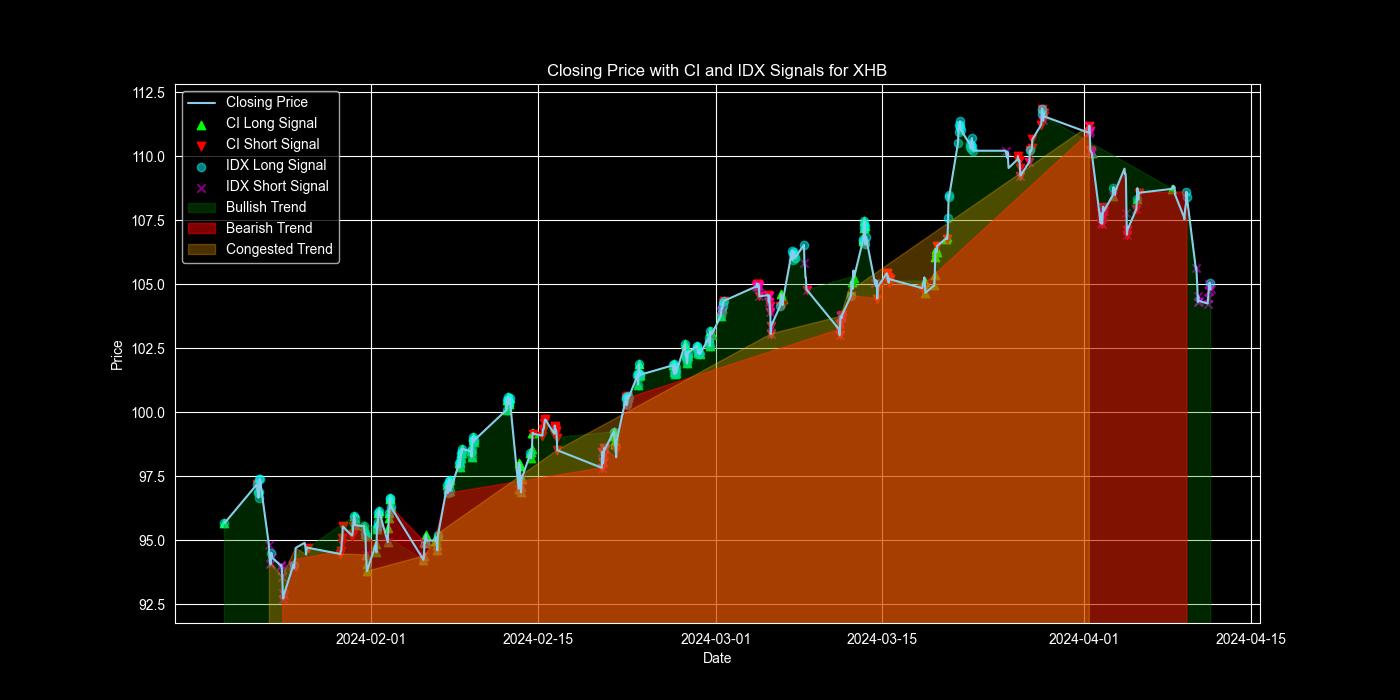 Closing Price with CI and IDX Signals for XHB
Closing Price
CI Long Signal
CI Short Signal
IDX Long Signal
IDX Short Signal
Bullish Trend
Bearish Trend
Congested Trend
112.5
110.0
107.5
105.0
102.5
100.0
97.5
95.0
92.5
Price
2024-02-01 2024-02-15 2024-03-01 2024-03-15 2024-04-01 2024-04-15
Date